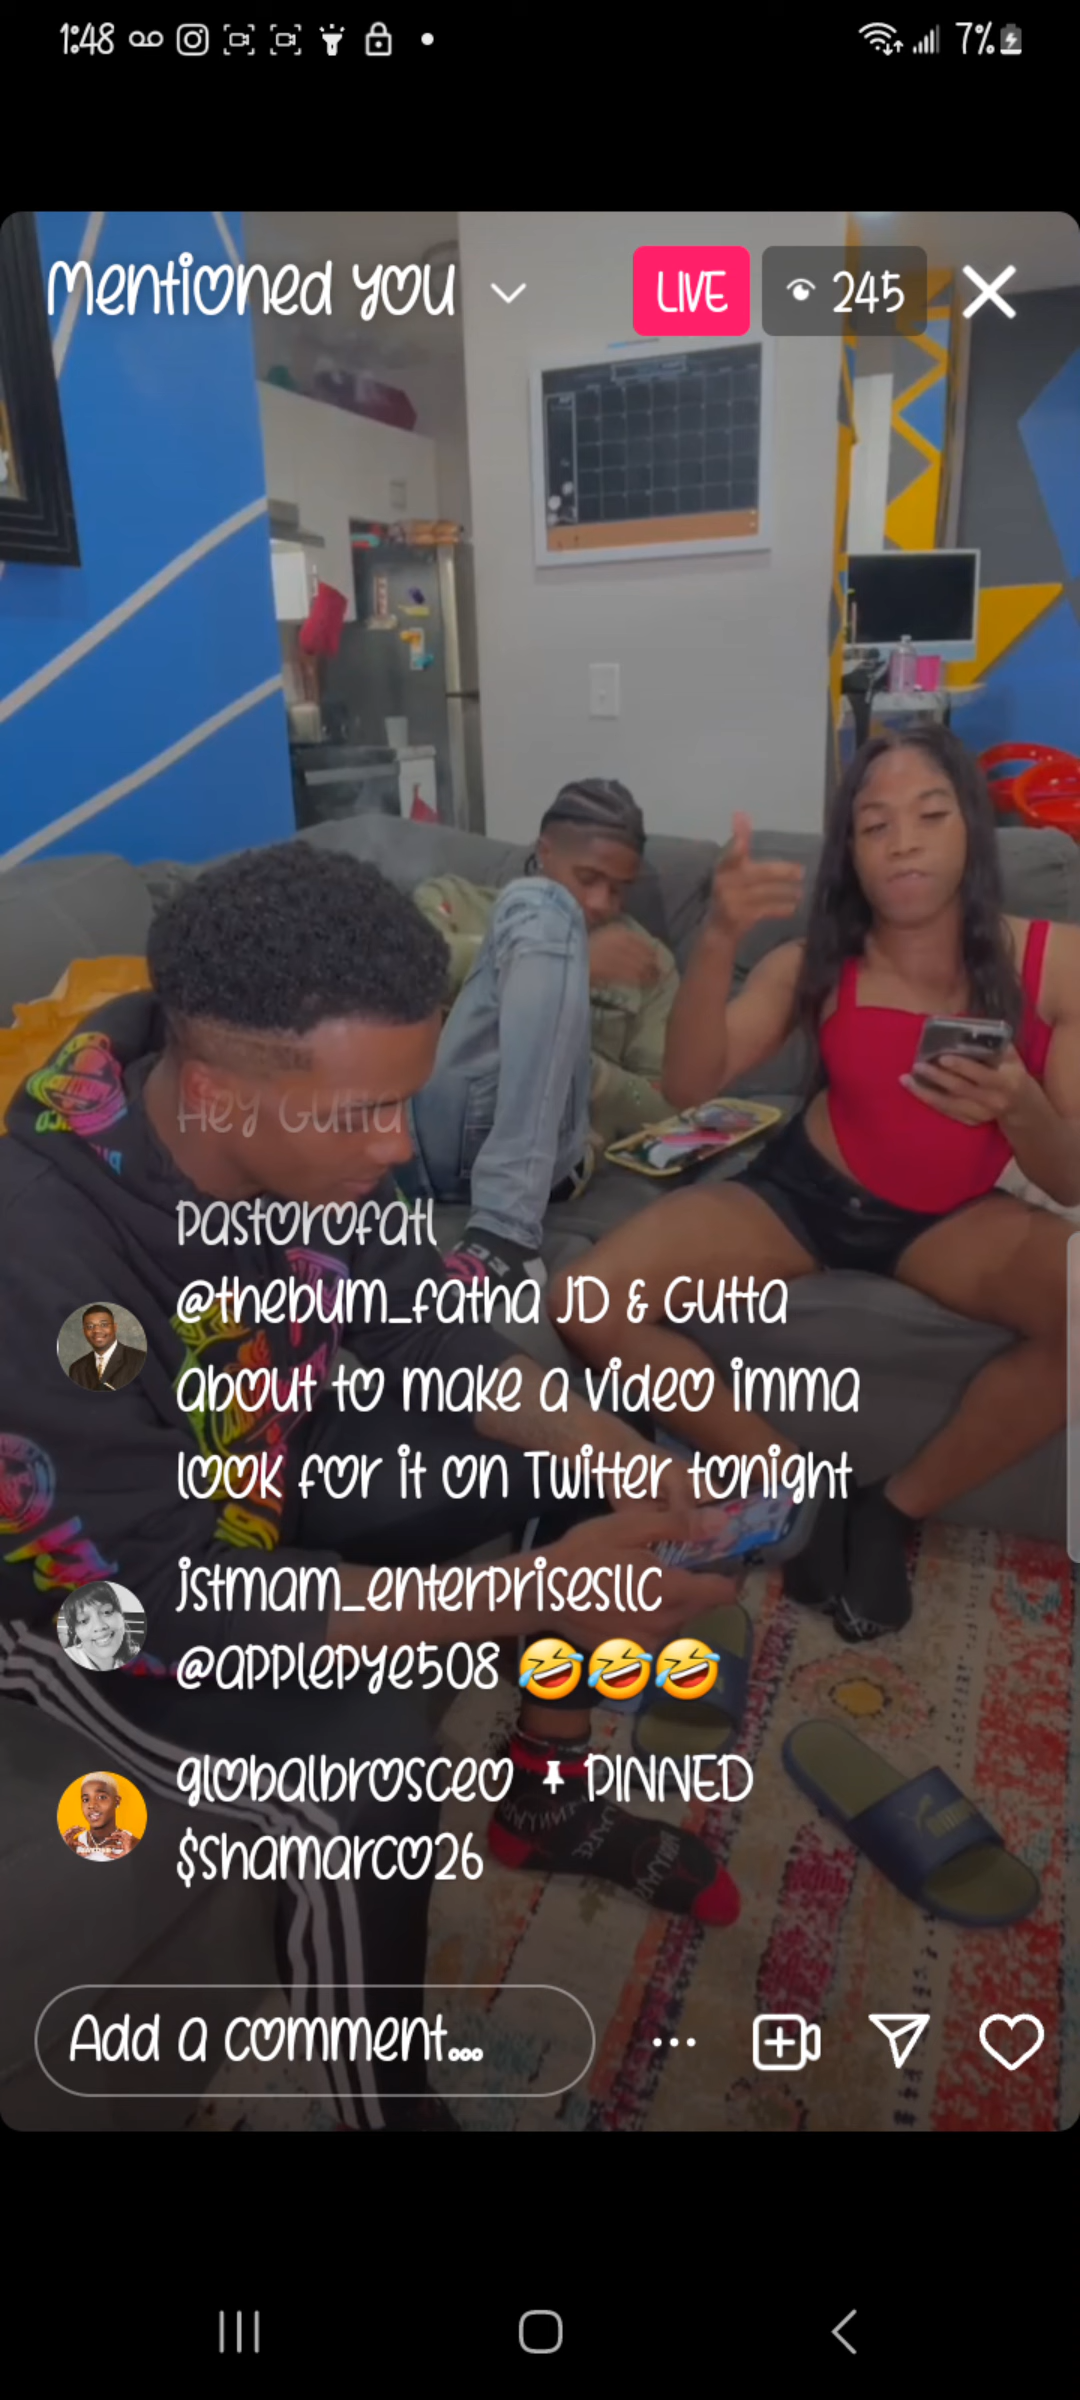 1:48
7%
Mentioned you
LIVE
245
Hey Gutta
pastorofatl
@thebum_fatha JD & Gutta
about to make a video imma
look for it on Twitter tonight
jstmam_enterprisesllc
@applepye508 🤣🤣🤣
globalbrosceo 📌 PINNED
$shamarco26
Add a comment...